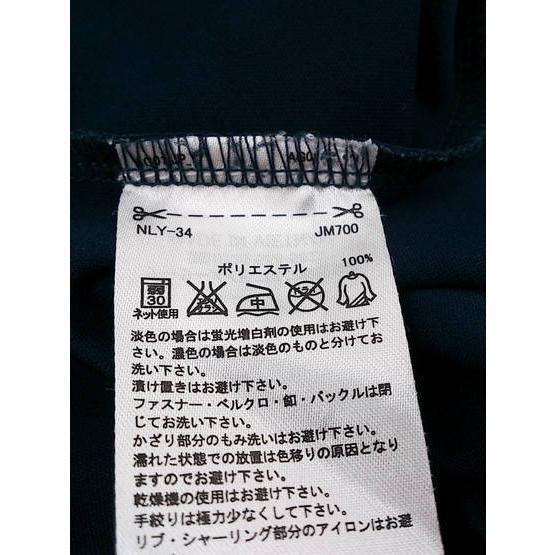 NLY-34 JM700
ポリエステル 100%
30
エンソサラシ
中
ドライ
ネット使用
淡色の場合は蛍光増白剤の使用はお避け下
さい。濃色の場合は淡色のものと分けてお
洗い下さい。
漬け置きはお避け下さい。
ファスナー・ベルクロ・釦・バックルは閉
じてお洗い下さい。
かざり部分のもみ洗いはお避け下さい。
濡れた状態での放置は色移りの原因となり
ますのでお避け下さい。
乾燥機の使用はお避け下さい。
手絞りは極力少なくして下さい。
リブ・シャーリング部分のアイロンはお避